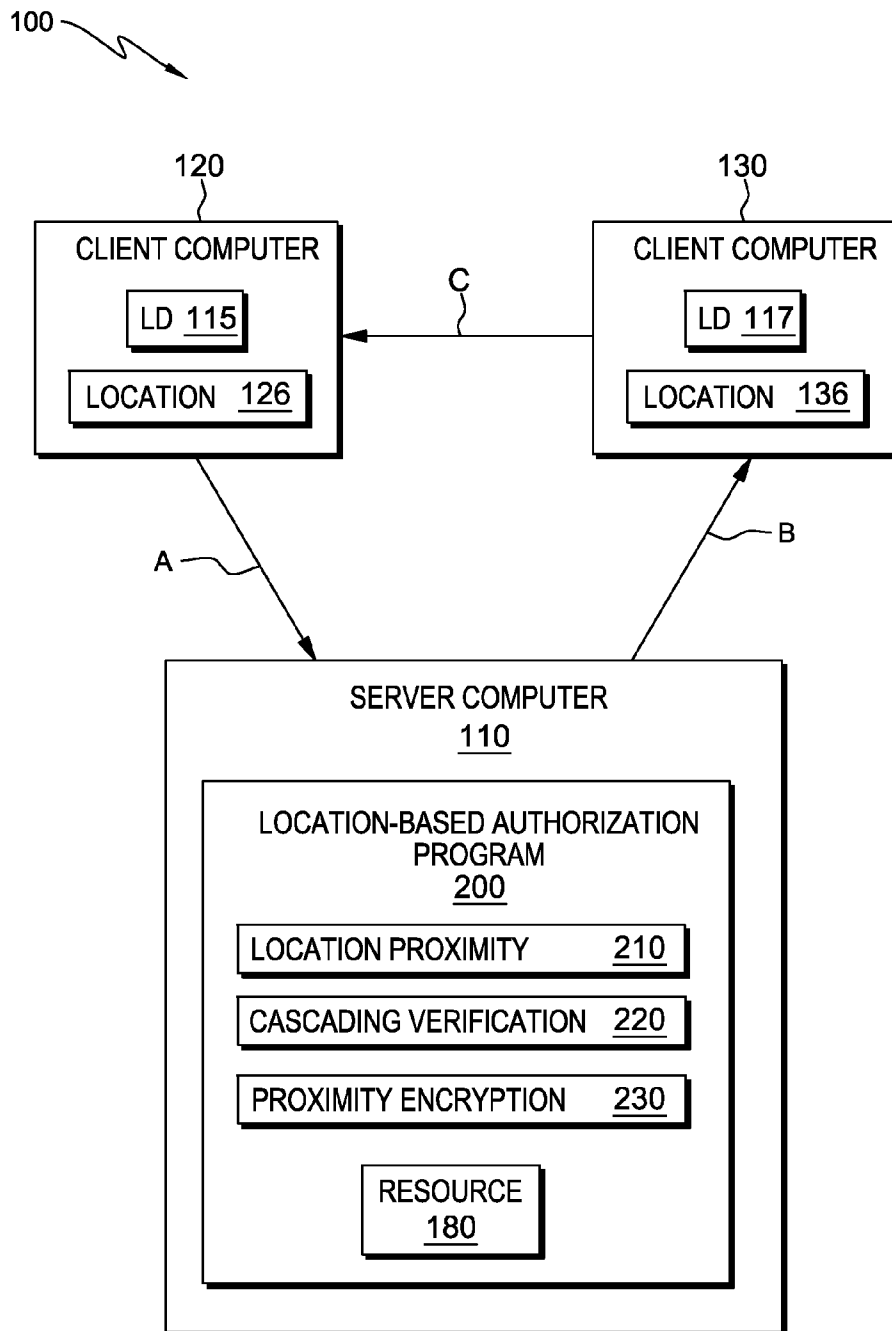 100
120
130
CLIENT COMPUTER
LD 115
LOCATION 126
C
CLIENT COMPUTER
LD 117
LOCATION 136
A
B
SERVER COMPUTER
110
LOCATION-BASED AUTHORIZATION
PROGRAM
200
LOCATION PROXIMITY 210
CASCADING VERIFICATION 220
PROXIMITY ENCRYPTION 230
RESOURCE
180